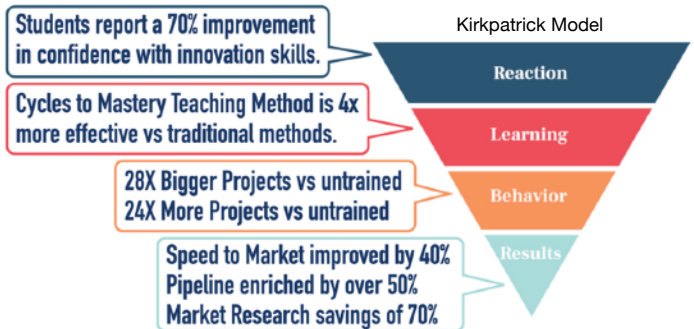 Kirkpatrick Model
Students report a 70% improvement
in confidence with innovation skills.
Reaction
Cycles to Mastery Teaching Method is 4x
more effective vs traditional methods.
Learning
28X Bigger Projects vs untrained
24X More Projects vs untrained
Behavior
Speed to Market improved by 40%
Pipeline enriched by over 50%
Market Research savings of 70%
Results